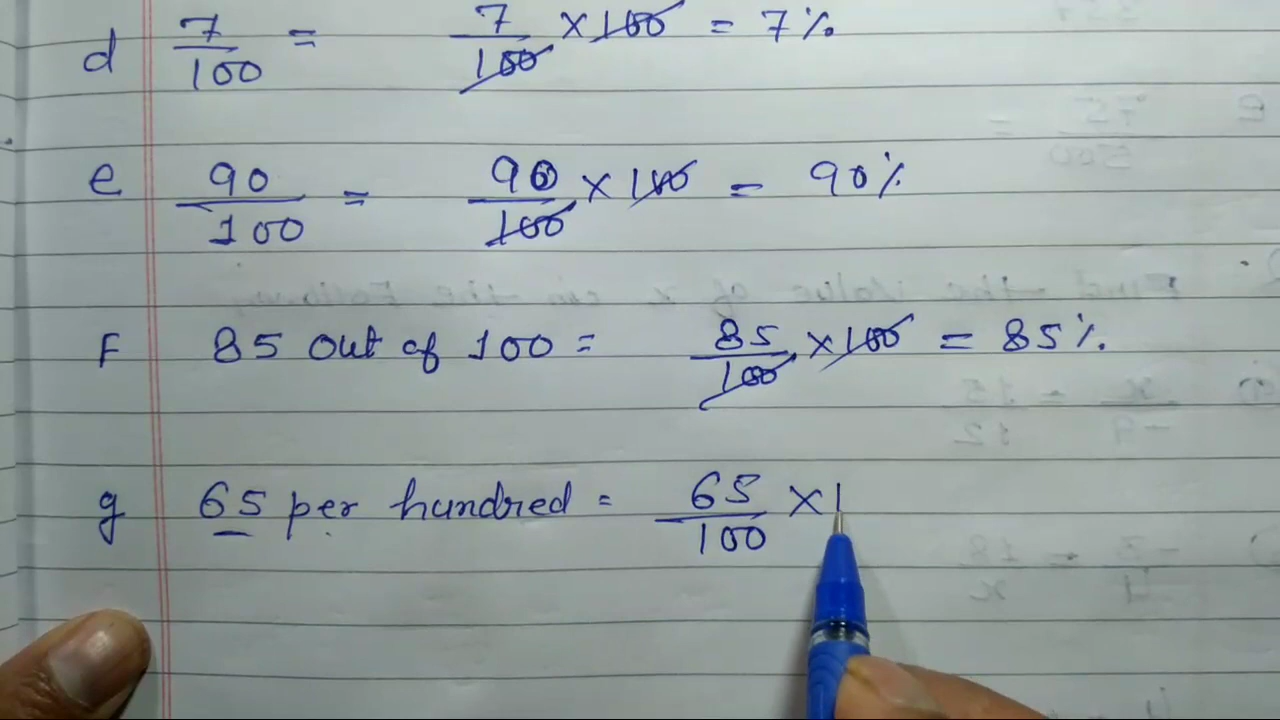 d 7/100 = 7/100 × 100 = 7%
e 90/100 = 90/100 × 100 = 90%
F 85 out of 100 = 85/100 × 100 = 85%
g 65 per hundred = 65/100 × 1